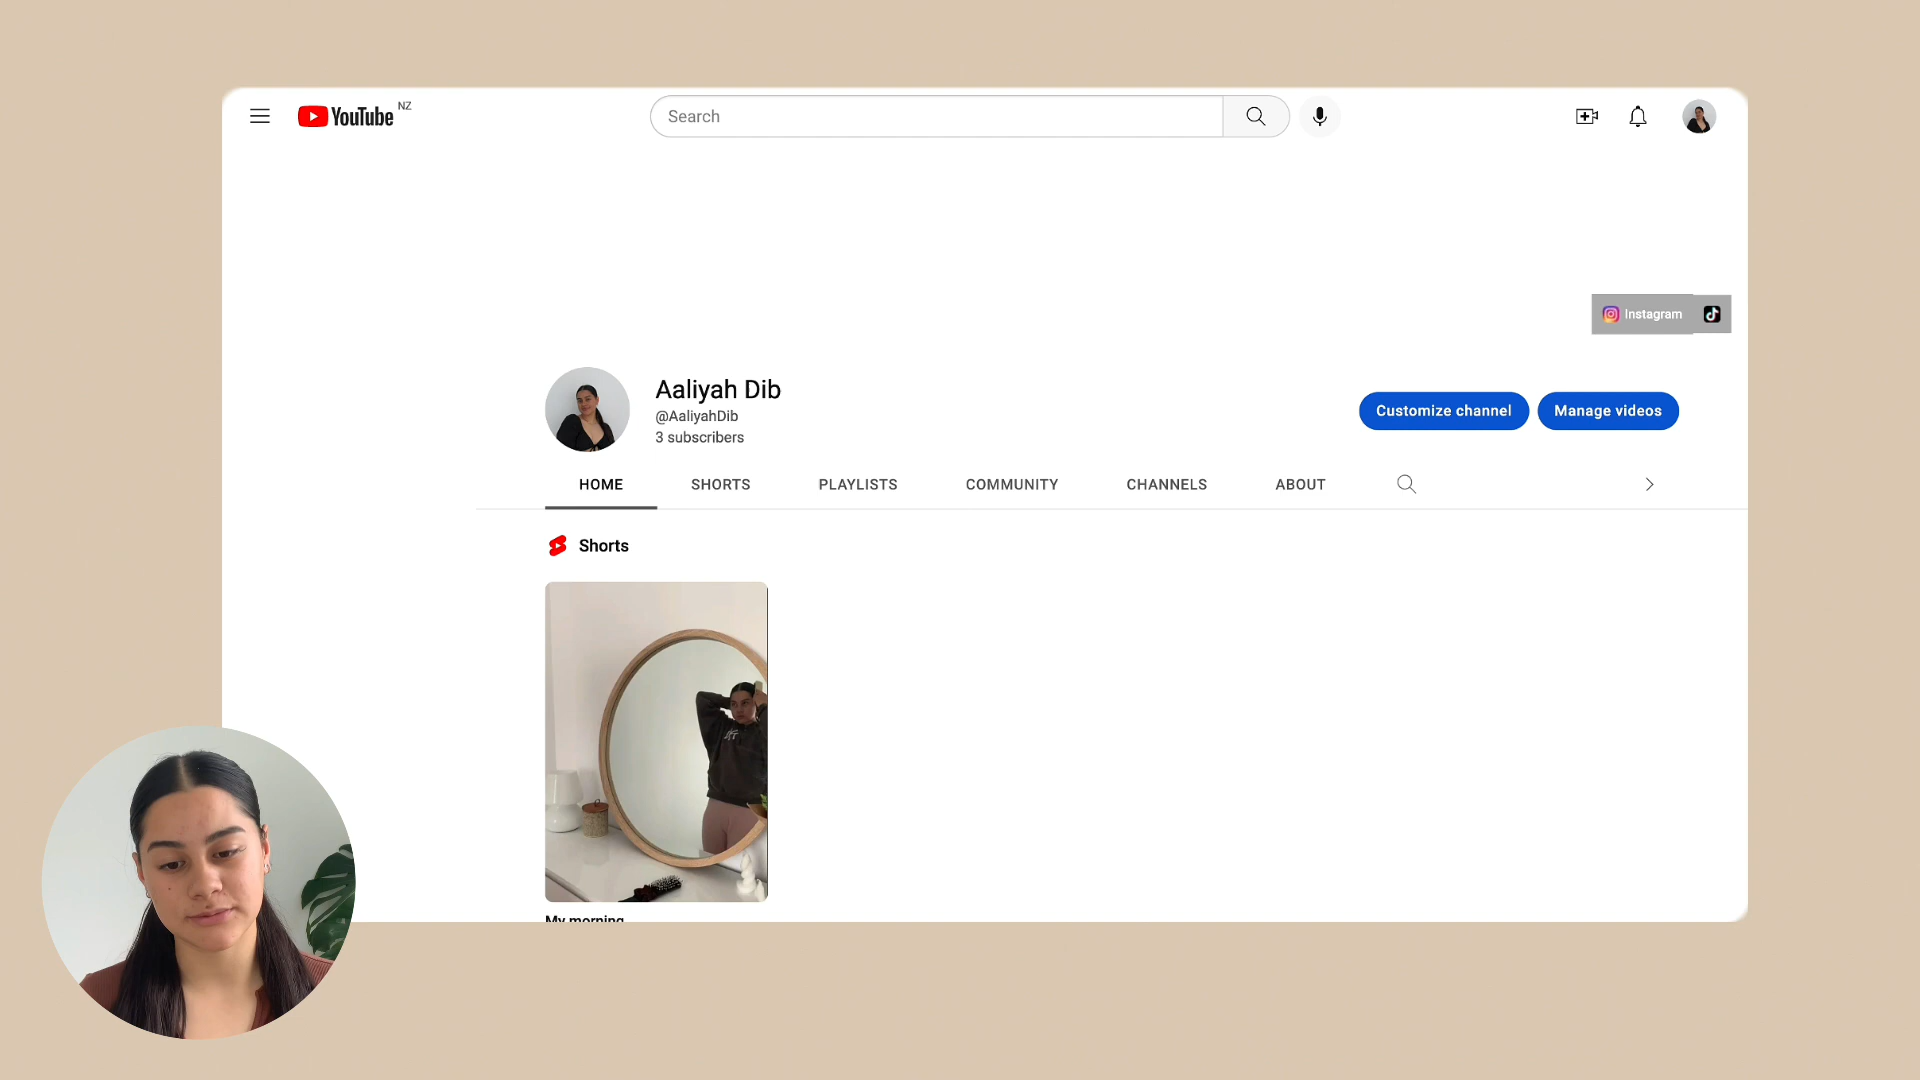 YouTube NZ
Search
Instagram
Aaliyah Dib
@AaliyahDib
3 subscribers
Customize channel
Manage videos
HOME
SHORTS
PLAYLISTS
COMMUNITY
CHANNELS
ABOUT
Shorts
My morning